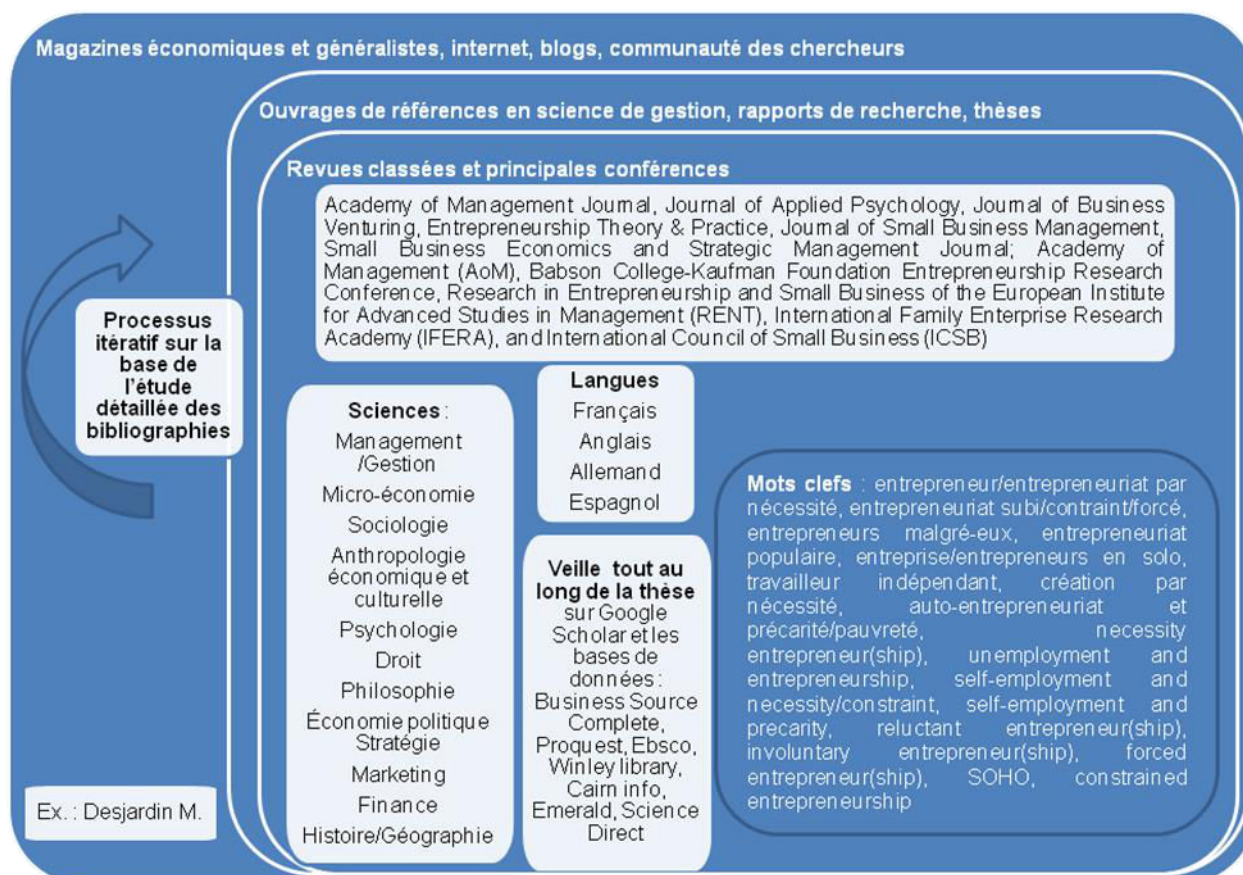 Magazines économiques et généralistes, internet, blogs, communauté des chercheurs
Ouvrages de références en science de gestion, rapports de recherche, thèses
Revues classées et principales conférences
Academy of Management Journal, Journal of Applied Psychology, Journal of Business
Venturing, Entrepreneurship Theory & Practice, Journal of Small Business Management,
Small Business Economics and Strategic Management Journal; Academy of
Management (AoM), Babson College-Kaufman Foundation Entrepreneurship Research
Conference, Research in Entrepreneurship and Small Business of the European Institute
for Advanced Studies in Management (RENT), International Family Enterprise Research
Academy (IFERA), and International Council of Small Business (ICSB)
Processus
itératif sur la
base de
l'étude
détaillée des
bibliographies
Sciences :
Management
/Gestion
Micro-économie
Sociologie
Anthropologie
économique et
culturelle
Psychologie
Droit
Philosophie
Économie politique
Stratégie
Marketing
Finance
Histoire/Géographie
Langues
Français
Anglais
Allemand
Espagnol
Veille tout au
long de la thèse
sur Google
Scholar et les
bases de
données :
Business Source
Complete,
Proquest, Ebsco,
Winley library,
Cairn info,
Emerald, Science
Direct
Mots clefs : entrepreneur/entrepreneuriat par
nécessité, entrepreneuriat subi/contraint/forcé,
entrepreneurs malgré-eux, entrepreneuriat
populaire, entreprise/entrepreneurs en solo,
travailleur indépendant, création par
nécessité, auto-entrepreneuriat et
précarité/pauvreté, necessity
entrepreneur(ship), unemployment and
entrepreneurship, self-employment and
necessity/constraint, self-employment and
precarity, reluctant entrepreneur(ship),
involuntary entrepreneur(ship), forced
entrepreneur(ship), SOHO, constrained
entrepreneurship
Ex. : Desjardin M.